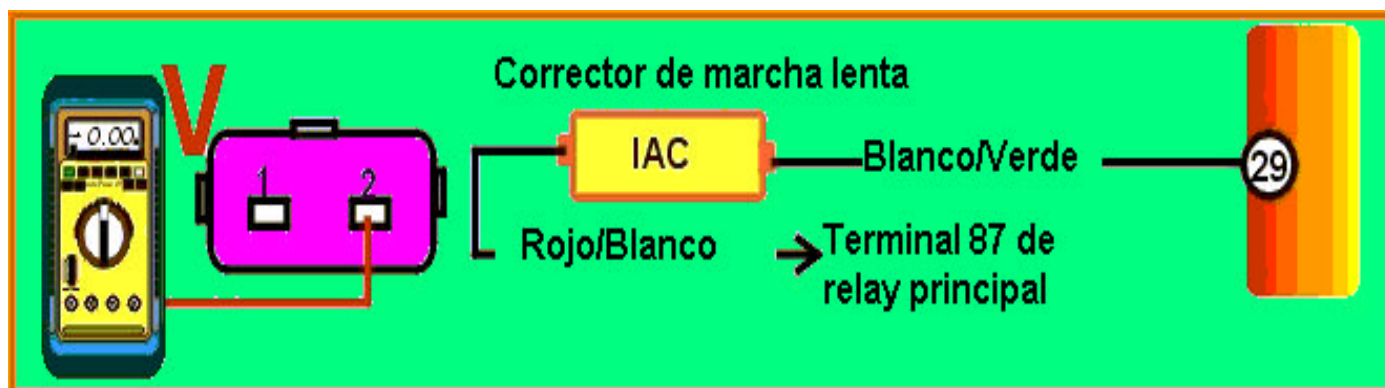 Corrector de marcha lenta
V
- 0.00
1
2
IAC
Blanco/Verde
29
Rojo/Blanco
Terminal 87 de
relay principal